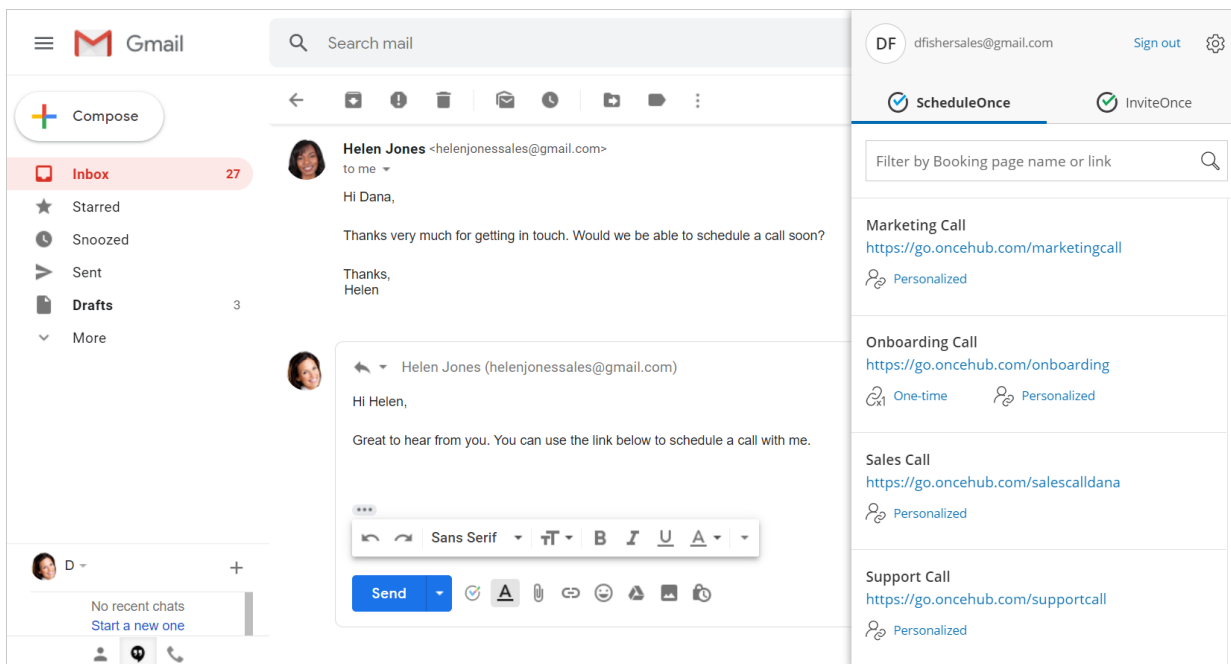 Gmail
Compose
Inbox 27
Starred
Snoozed
Sent
Drafts 3
More
D
No recent chats
Start a new one
Search mail
Helen Jones <helenjonessales@gmail.com>
to me
Hi Dana,
Thanks very much for getting in touch. Would we be able to schedule a call soon?
Thanks,
Helen
Helen Jones (helenjonessales@gmail.com)
Hi Helen,
Great to hear from you. You can use the link below to schedule a call with me.
Sans Serif TT B I U A
Send A
DF dfishersales@gmail.com Sign out
ScheduleOnce InviteOnce
Filter by Booking page name or link
Marketing Call
https://go.oncehub.com/marketingcall
Personalized
Onboarding Call
https://go.oncehub.com/onboarding
x1 One-time Personalized
Sales Call
https://go.oncehub.com/salescalldana
Personalized
Support Call
https://go.oncehub.com/supportcall
Personalized